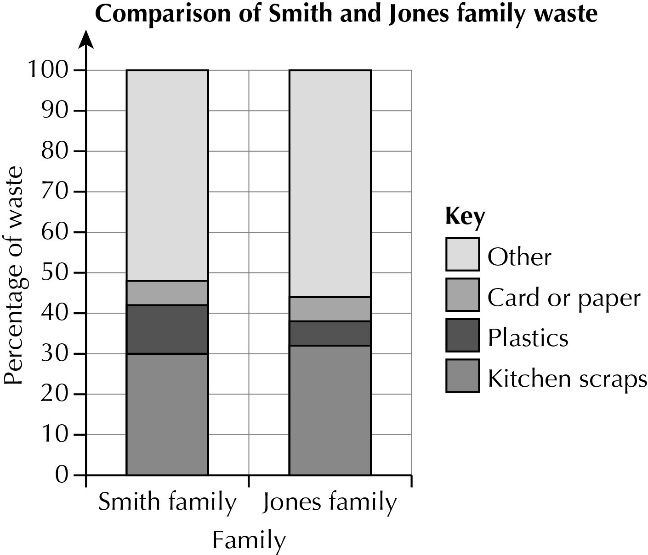 Comparison of Smith and Jones family waste
Percentage of waste
100
90
80
70
60
50
40
30
20
10
0
Smith family
Jones family
Family
Key
Other
Card or paper
Plastics
Kitchen scraps